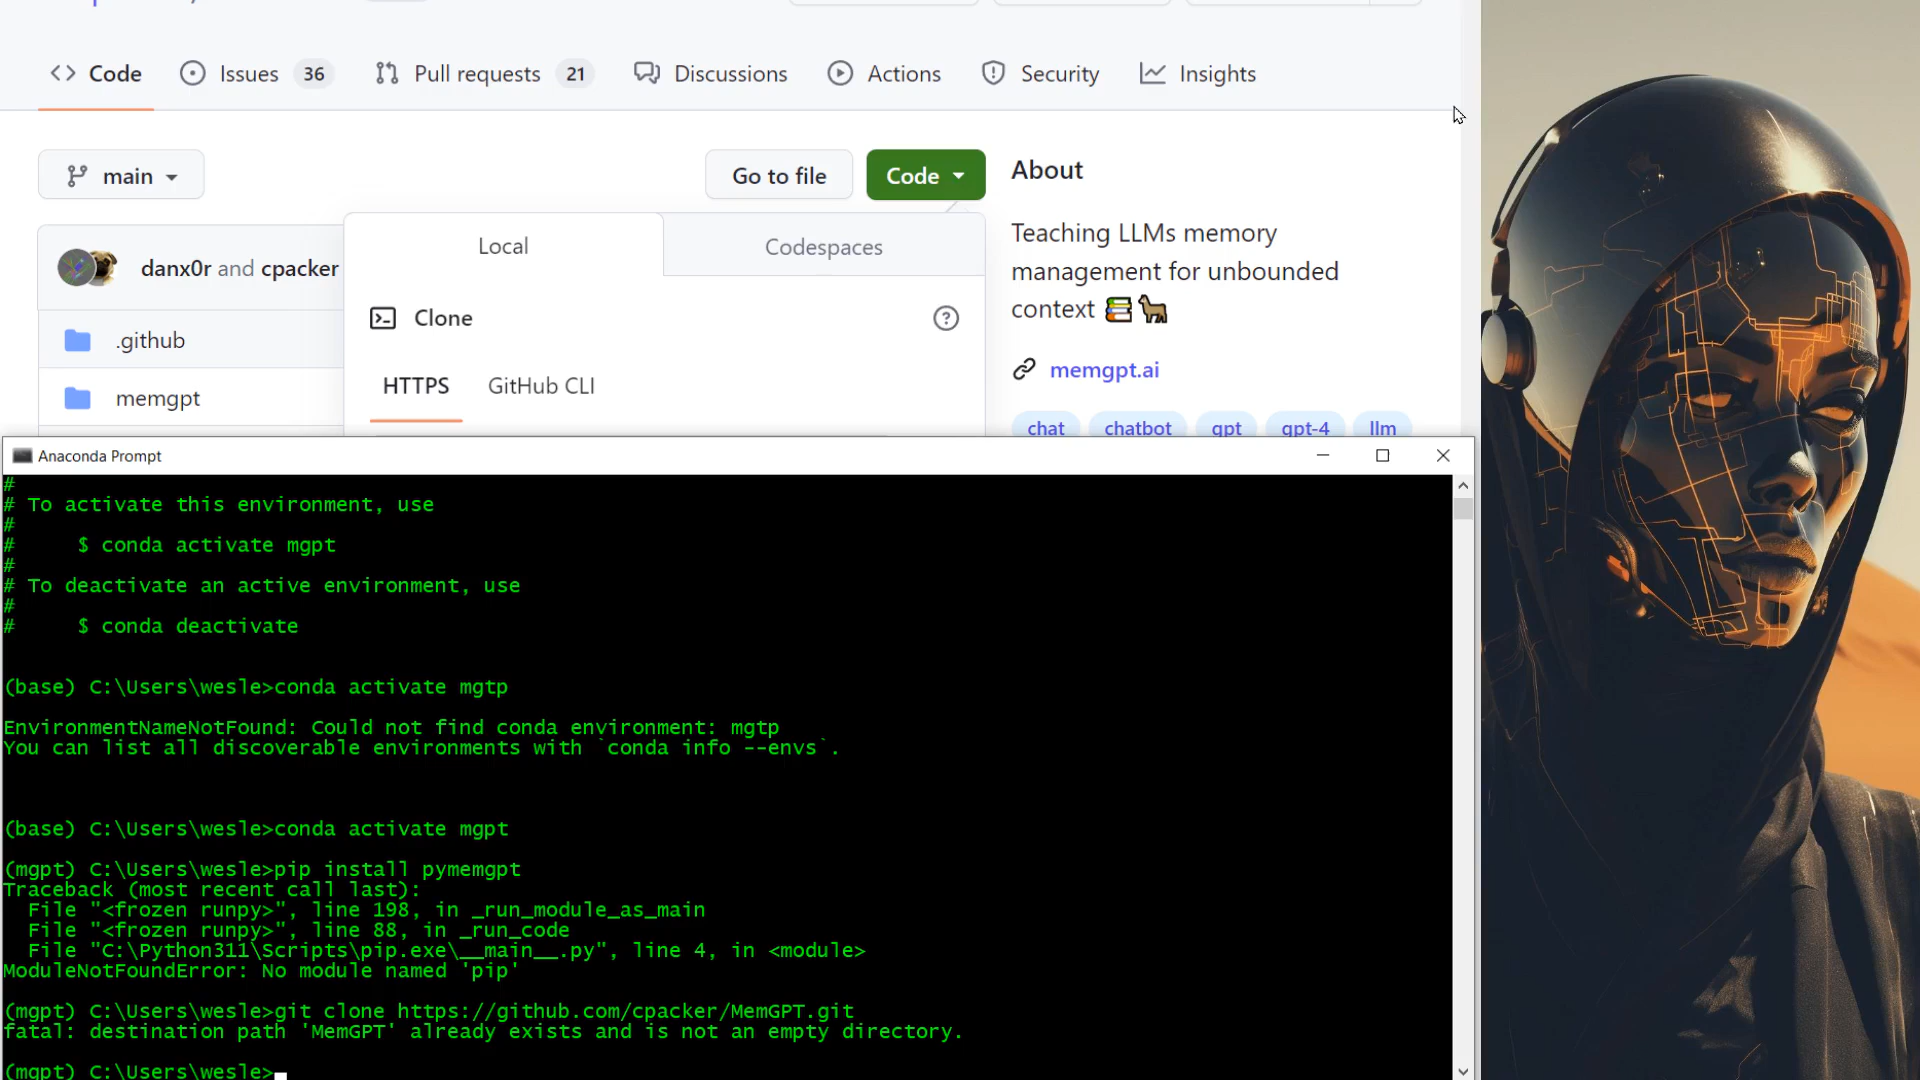 Code
Issues 36
Pull requests 21
Discussions
Actions
Security
Insights
main
Go to file
Code
About
Local
Codespaces
Teaching LLMs memory
management for unbounded
context
danx0r and cpacker
Clone
.github
HTTPS
GitHub CLI
memgpt.ai
memgpt
chat
chatbot
gpt
gpt-4
llm
Anaconda Prompt
#
# To activate this environment, use
#
#     $ conda activate mgpt
#
# To deactivate an active environment, use
#
#     $ conda deactivate
(base) C:\Users\wesle>conda activate mgtp
EnvironmentNameNotFound: Could not find conda environment: mgtp
You can list all discoverable environments with `conda info --envs`.
(base) C:\Users\wesle>conda activate mgpt
(mgpt) C:\Users\wesle>pip install pymemgpt
Traceback (most recent call last):
  File "<frozen runpy>", line 198, in _run_module_as_main
  File "<frozen runpy>", line 88, in _run_code
  File "C:\Python311\Scripts\pip.exe\__main__.py", line 4, in <module>
ModuleNotFoundError: No module named 'pip'
(mgpt) C:\Users\wesle>git clone https://github.com/cpacker/MemGPT.git
fatal: destination path 'MemGPT' already exists and is not an empty directory.
(mgpt) C:\Users\wesle>